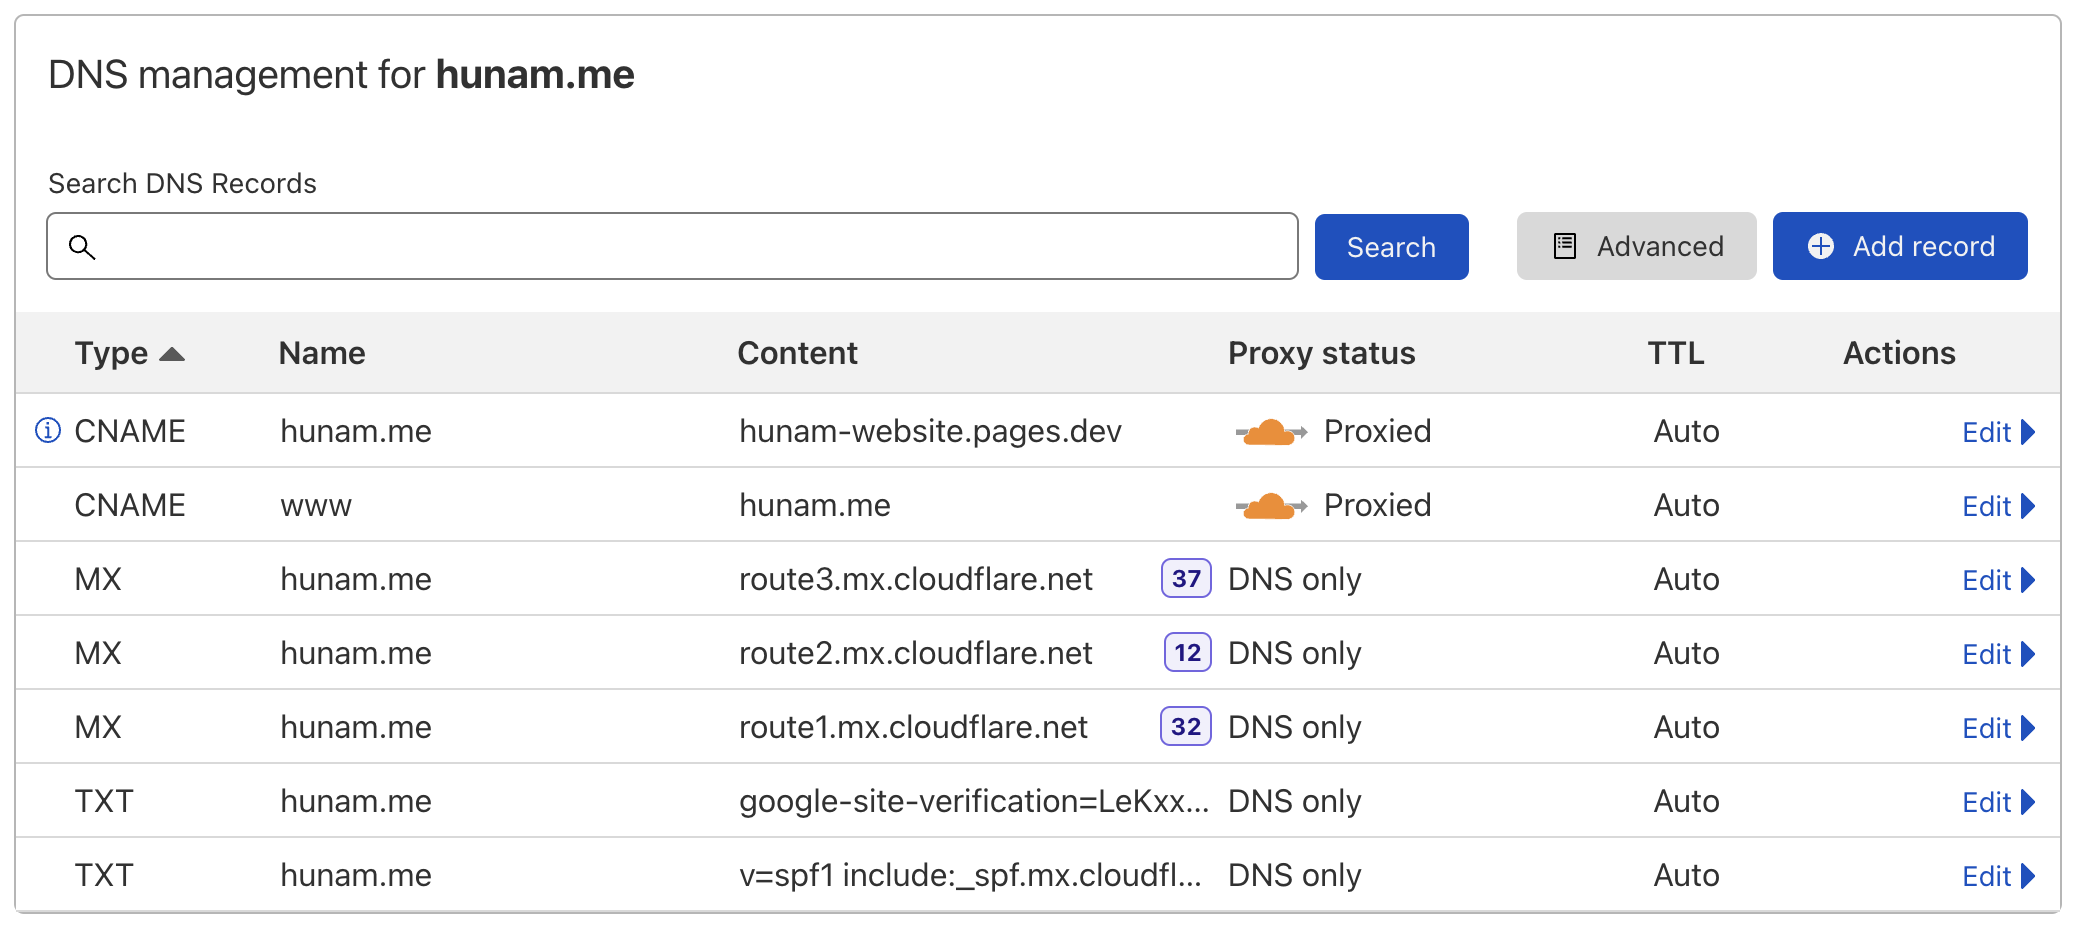 DNS management for hunam.me
Search DNS Records
Search Advanced Add record
Type Name Content Proxy status TTL Actions
CNAME hunam.me hunam-website.pages.dev Proxied Auto Edit
CNAME www hunam.me Proxied Auto Edit
MX hunam.me route3.mx.cloudflare.net 37 DNS only Auto Edit
MX hunam.me route2.mx.cloudflare.net 12 DNS only Auto Edit
MX hunam.me route1.mx.cloudflare.net 32 DNS only Auto Edit
TXT hunam.me google-site-verification=LeKxx... DNS only Auto Edit
TXT hunam.me v=spf1 include:_spf.mx.cloudfl... DNS only Auto Edit